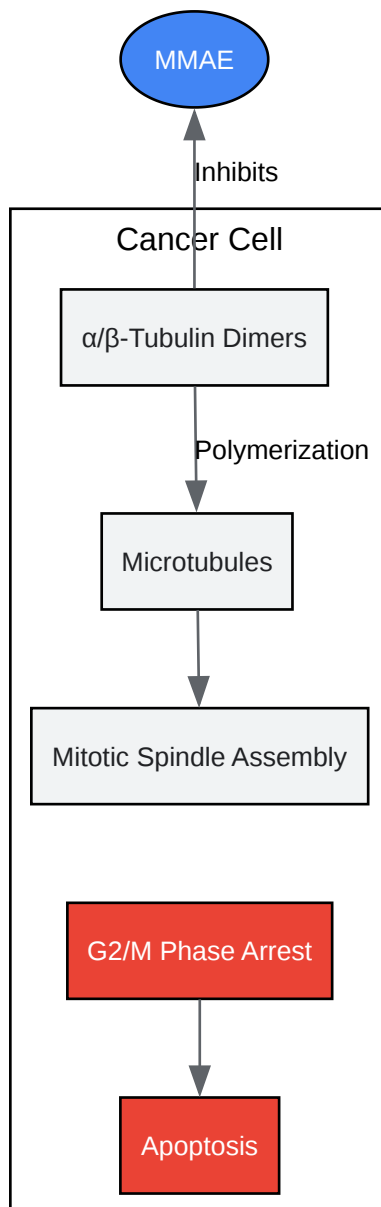 MMAE
Inhibits
Cancer Cell
α/β-Tubulin Dimers
Polymerization
Microtubules
Mitotic Spindle Assembly
G2/M Phase Arrest
Apoptosis